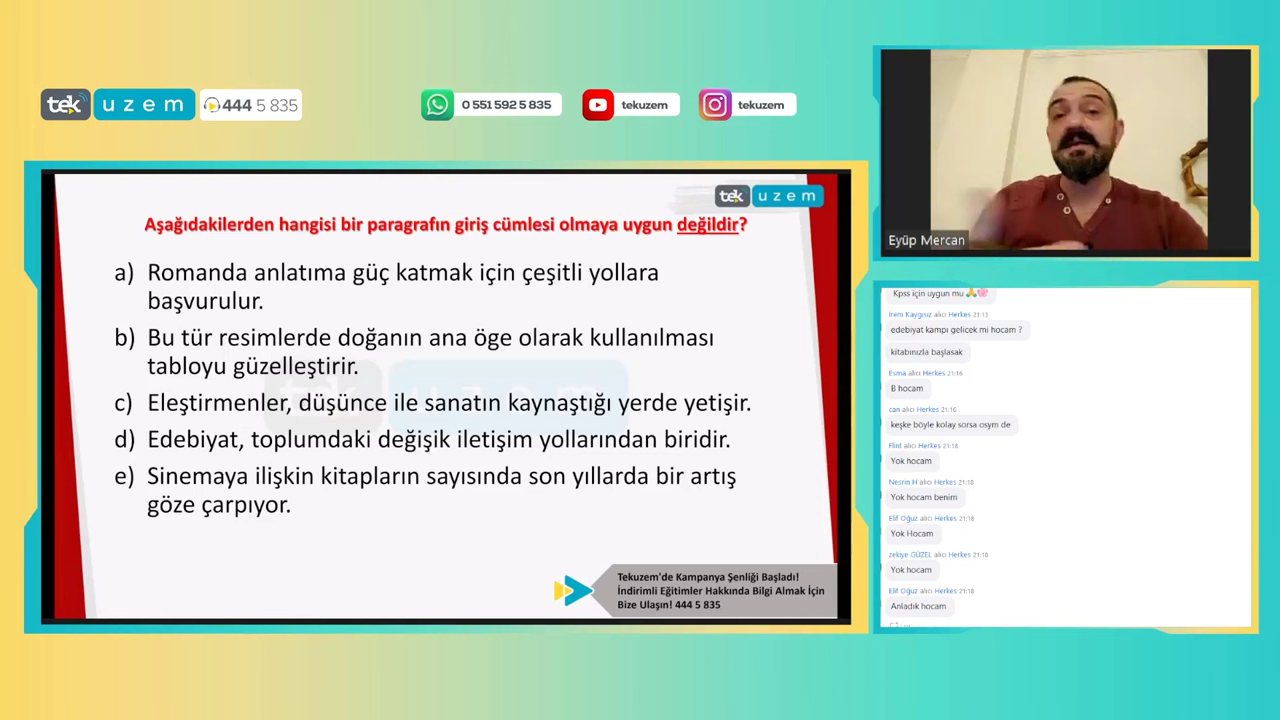 tek uzem 444 5 835
0 551 592 5 835
tekuzem
tekuzem
tek uzem
Aşağıdakilerden hangisi bir paragrafın giriş cümlesi olmaya uygun değildir?
a) Romanda anlatıma güç katmak için çeşitli yollara
başvurulur.
b) Bu tür resimlerde doğanın ana öge olarak kullanılması
tabloyu güzelleştirir.
c) Eleştirmenler, düşünce ile sanatın kaynaştığı yerde yetişir.
d) Edebiyat, toplumdaki değişik iletişim yollarından biridir.
e) Sinemaya ilişkin kitapların sayısında son yıllarda bir artış
göze çarpıyor.
Tekuzem'de Kampanya Şenliği Başladı!
İndirimli Eğitimler Hakkında Bilgi Almak İçin
Bize Ulaşın! 444 5 835
Eyüp Mercan
Kpss için uygun mu
İrem Kaygısız alıcı Herkes 21:15
edebiyat kampı gelicek mi hocam ?
kitabınızla başlasak
Esma alıcı Herkes 21:16
B hocam
can alıcı Herkes 21:16
keşke böyle kolay sorsa osym de
Flint alıcı Herkes 21:18
Yok hocam
Nesrin H alıcı Herkes 21:18
Yok hocam benim
Elif Oğuz alıcı Herkes 21:18
Yok Hocam
zekiye GÜZEL alıcı Herkes 21:18
Yok hocam
Elif Oğuz alıcı Herkes 21:18
Anladık hocam